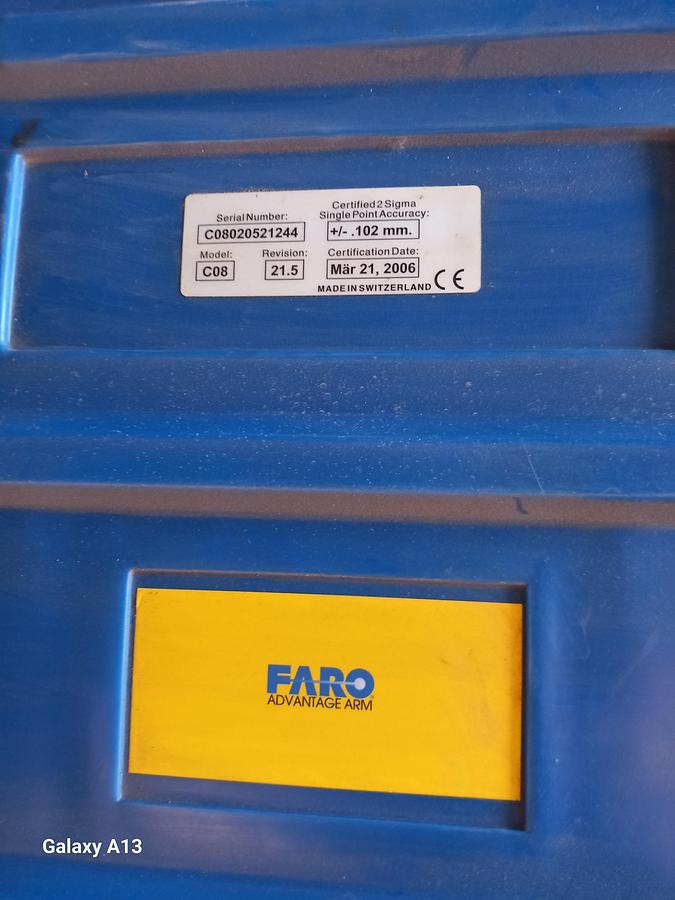 Serial Number:
C08020521244
Certified 2 Sigma
Single Point Accuracy:
+/- .102 mm.
Model:
C08
Revision:
21.5
Certification Date:
Mär 21, 2006
MADE IN SWITZERLAND CE
FARO
ADVANTAGE ARM
Galaxy A13